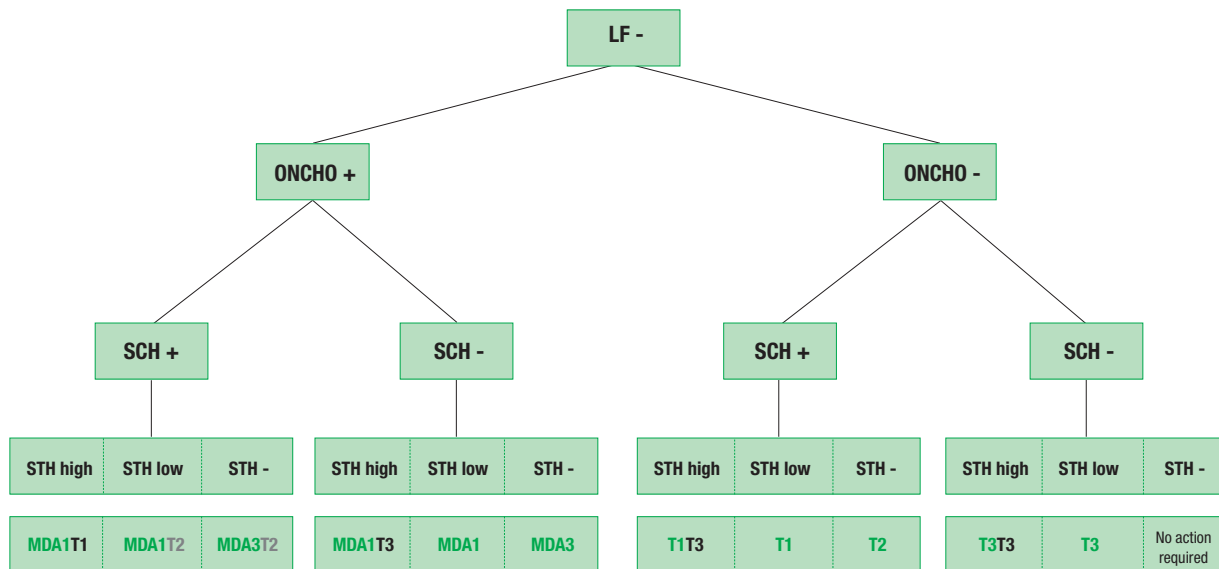 LF -
ONCHO +
ONCHO -
SCH +
SCH -
SCH +
SCH -
STH high STH low STH -
STH high STH low STH -
STH high STH low STH -
STH high STH low STH -
MDA1T1 MDA1T2 MDA3T2
MDA1T3 MDA1 MDA3
T1T3 T1 T2
T3T3 T3 No action
required